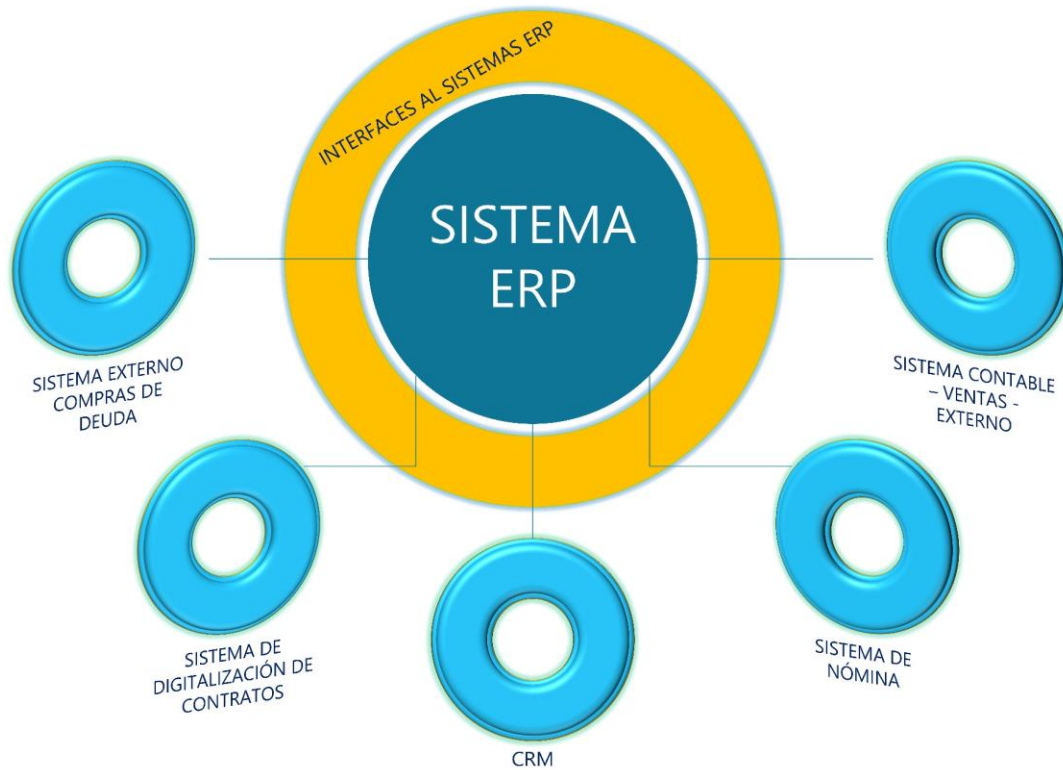 INTERFACES AL SISTEMAS ERP
SISTEMA
ERP
SISTEMA EXTERNO
COMPRAS DE
DEUDA
SISTEMA CONTABLE
– VENTAS -
EXTERNO
SISTEMA DE
DIGITALIZACIÓN DE
CONTRATOS
SISTEMA DE
NÓMINA
CRM